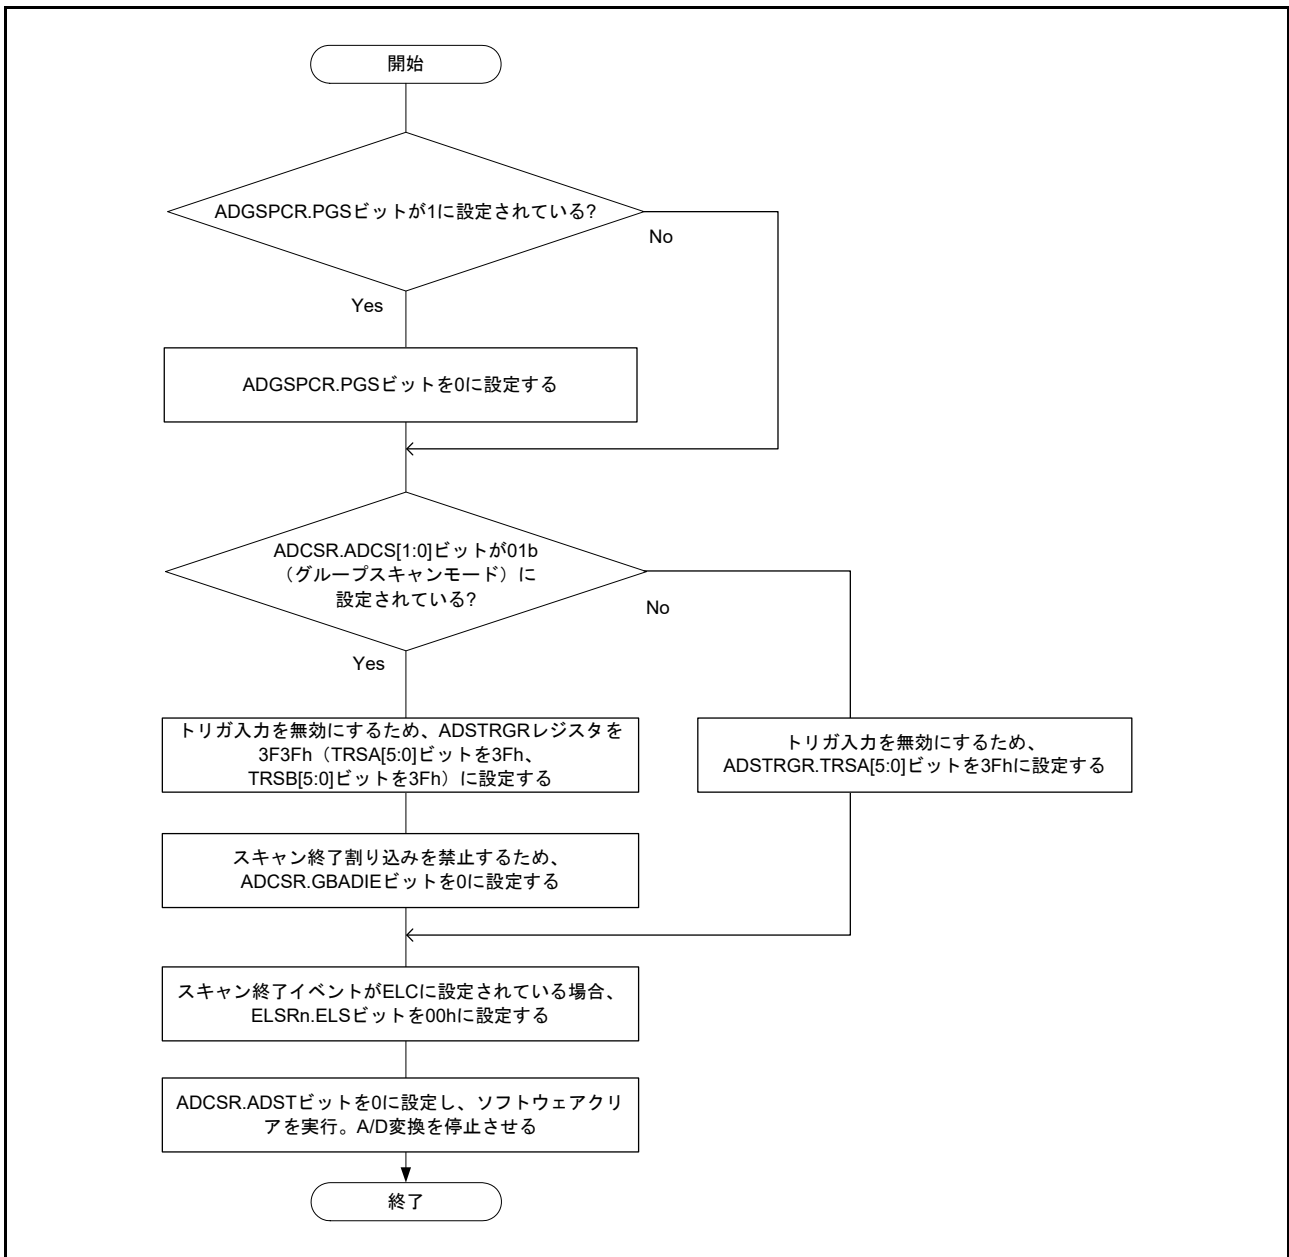 開始
ADGSPCR.PGSビットが1に設定されている?
No
Yes
ADGSPCR.PGSビットを0に設定する
ADCSR.ADCS[1:0]ビットが01b
（グループスキャンモード）に
設定されている?
No
Yes
トリガ入力を無効にするため、ADSTRGRレジスタを
3F3Fh（TRSA[5:0]ビットを3Fh、
TRSB[5:0]ビットを3Fh）に設定する
トリガ入力を無効にするため、
ADSTRGR.TRSA[5:0]ビットを3Fhに設定する
スキャン終了割り込みを禁止するため、
ADCSR.GBADIEビットを0に設定する
スキャン終了イベントがELCに設定されている場合、
ELSRn.ELSビットを00hに設定する
ADCSR.ADSTビットを0に設定し、ソフトウェアクリ
アを実行。A/D変換を停止させる
終了